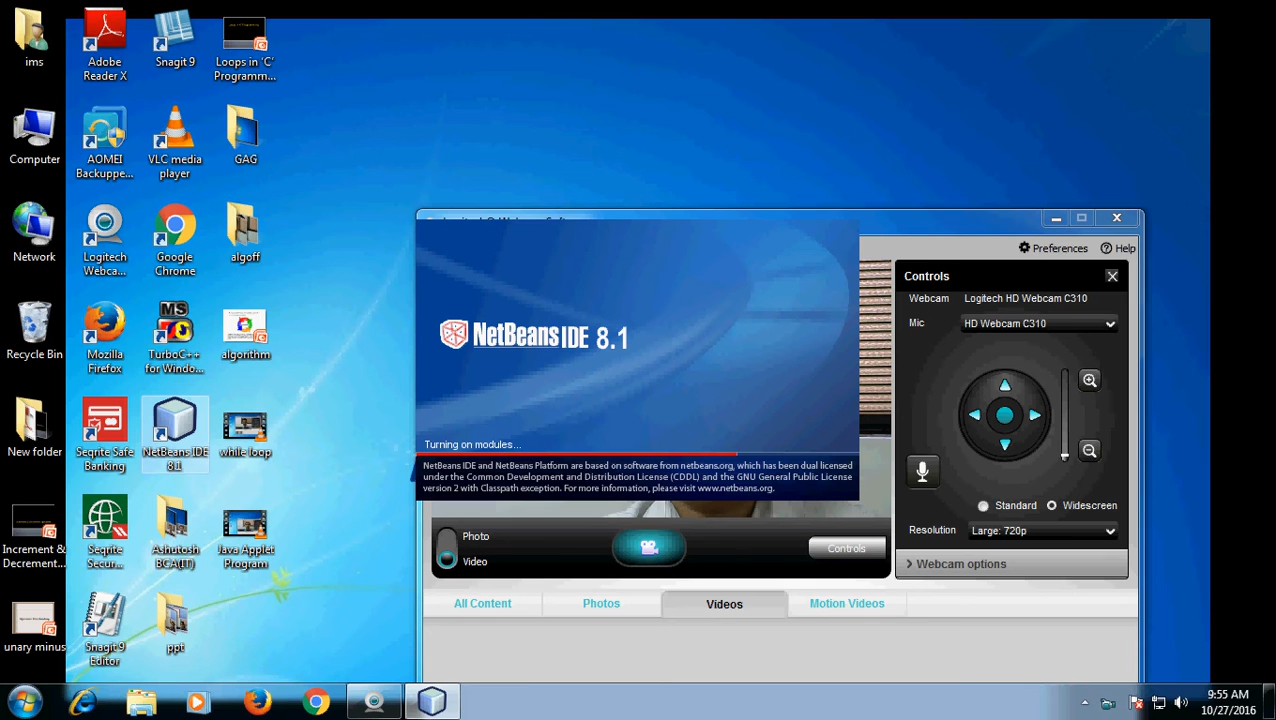 ims
Adobe
Reader X
Snagit 9
Loops in 'C'
Programm...
Computer
AOMEI
Backuppe...
VLC media
player
GAG
Network
Logitech
Webca...
Google
Chrome
algoff
Recycle Bin
Mozilla
Firefox
MS
TurboC++
for Windo...
algorithm
New folder
Seqrite Safe
Banking
NetBeans IDE
8.1
while loop
Increment &
Decremen...
Seqrite
Secur...
Ashutosh
BCA(IT)
Java Applet
Program
unary minus
Snagit 9
Editor
ppt
NetBeans IDE 8.1
Turning on modules...
NetBeans IDE and NetBeans Platform are based on software from netbeans.org, which has been dual licensed
under the Common Development and Distribution License (CDDL) and the GNU General Public License
version 2 with Classpath exception. For more information, please visit www.netbeans.org.
Preferences
Help
Controls
Webcam Logitech HD Webcam C310
Mic HD Webcam C310
Standard Widescreen
Resolution Large: 720p
Webcam options
Photo
Video
Controls
All Content Photos Videos Motion Videos
9:55 AM
10/27/2016